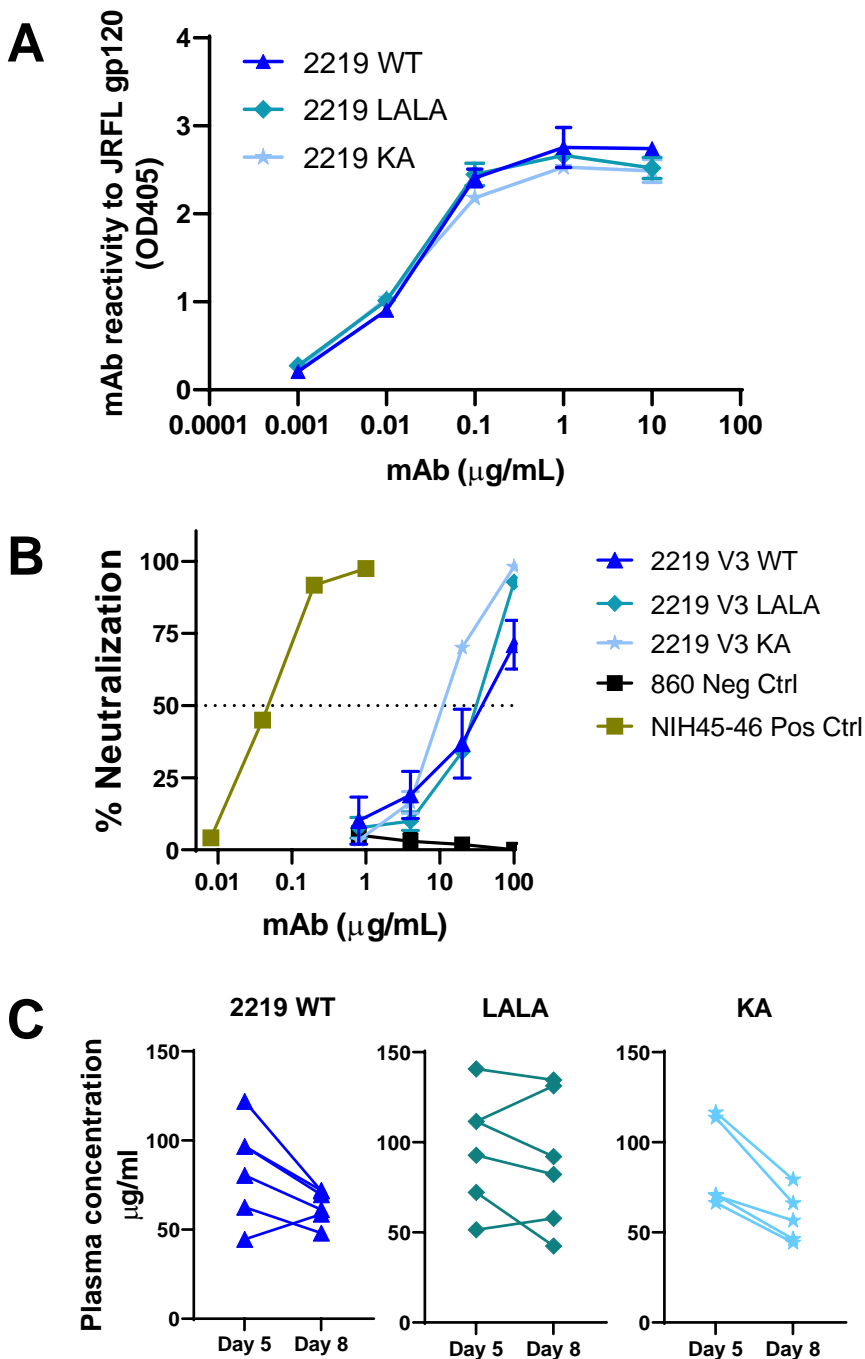 A
mAb reactivity to JRFL gp120
(OD405)
4
3
2
1
0
2219 WT
2219 LALA
2219 KA
0.0001 0.001 0.01 0.1 1 10 100
mAb (μg/mL)
B
% Neutralization
100
75
50
25
0
0.01 0.1 1 10 100
mAb (μg/mL)
2219 V3 WT
2219 V3 LALA
2219 V3 KA
860 Neg Ctrl
NIH45-46 Pos Ctrl
C
Plasma concentration
μg/ml
2219 WT
150
100
50
0
Day 5 Day 8
LALA
150
100
50
0
Day 5 Day 8
KA
150
100
50
0
Day 5 Day 8